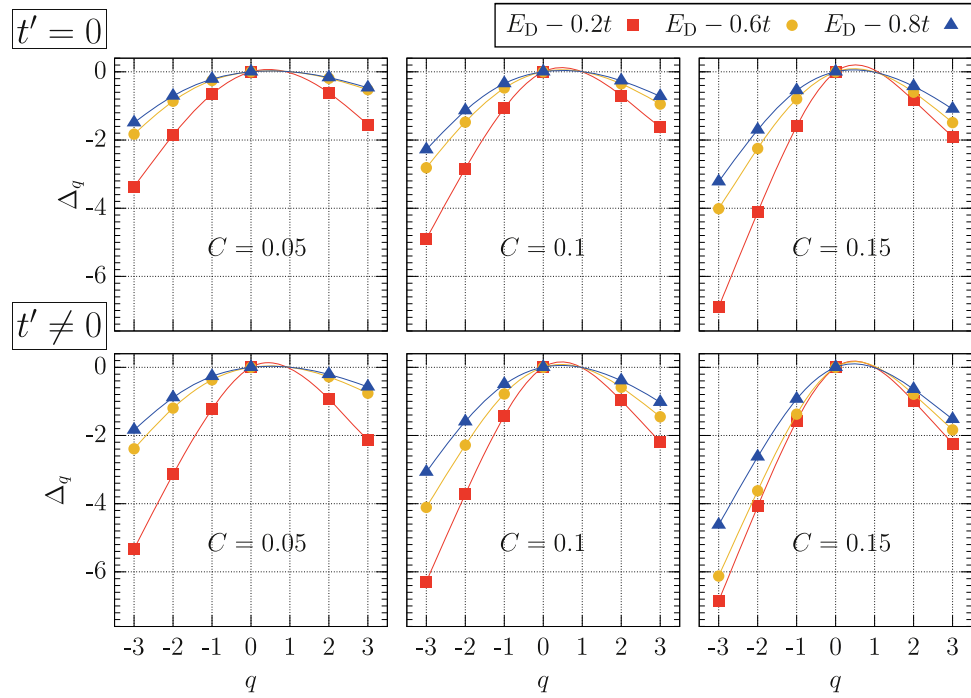 t′ = 0
E_D − 0.2t E_D − 0.6t E_D − 0.8t
0
-2
-4
-6
Δ_q
C = 0.05
C = 0.1
C = 0.15
t′ ≠ 0
0
-2
-4
-6
Δ_q
C = 0.05
C = 0.1
C = 0.15
-3 -2 -1 0 1 2 3
-3 -2 -1 0 1 2 3
-3 -2 -1 0 1 2 3
q
q
q